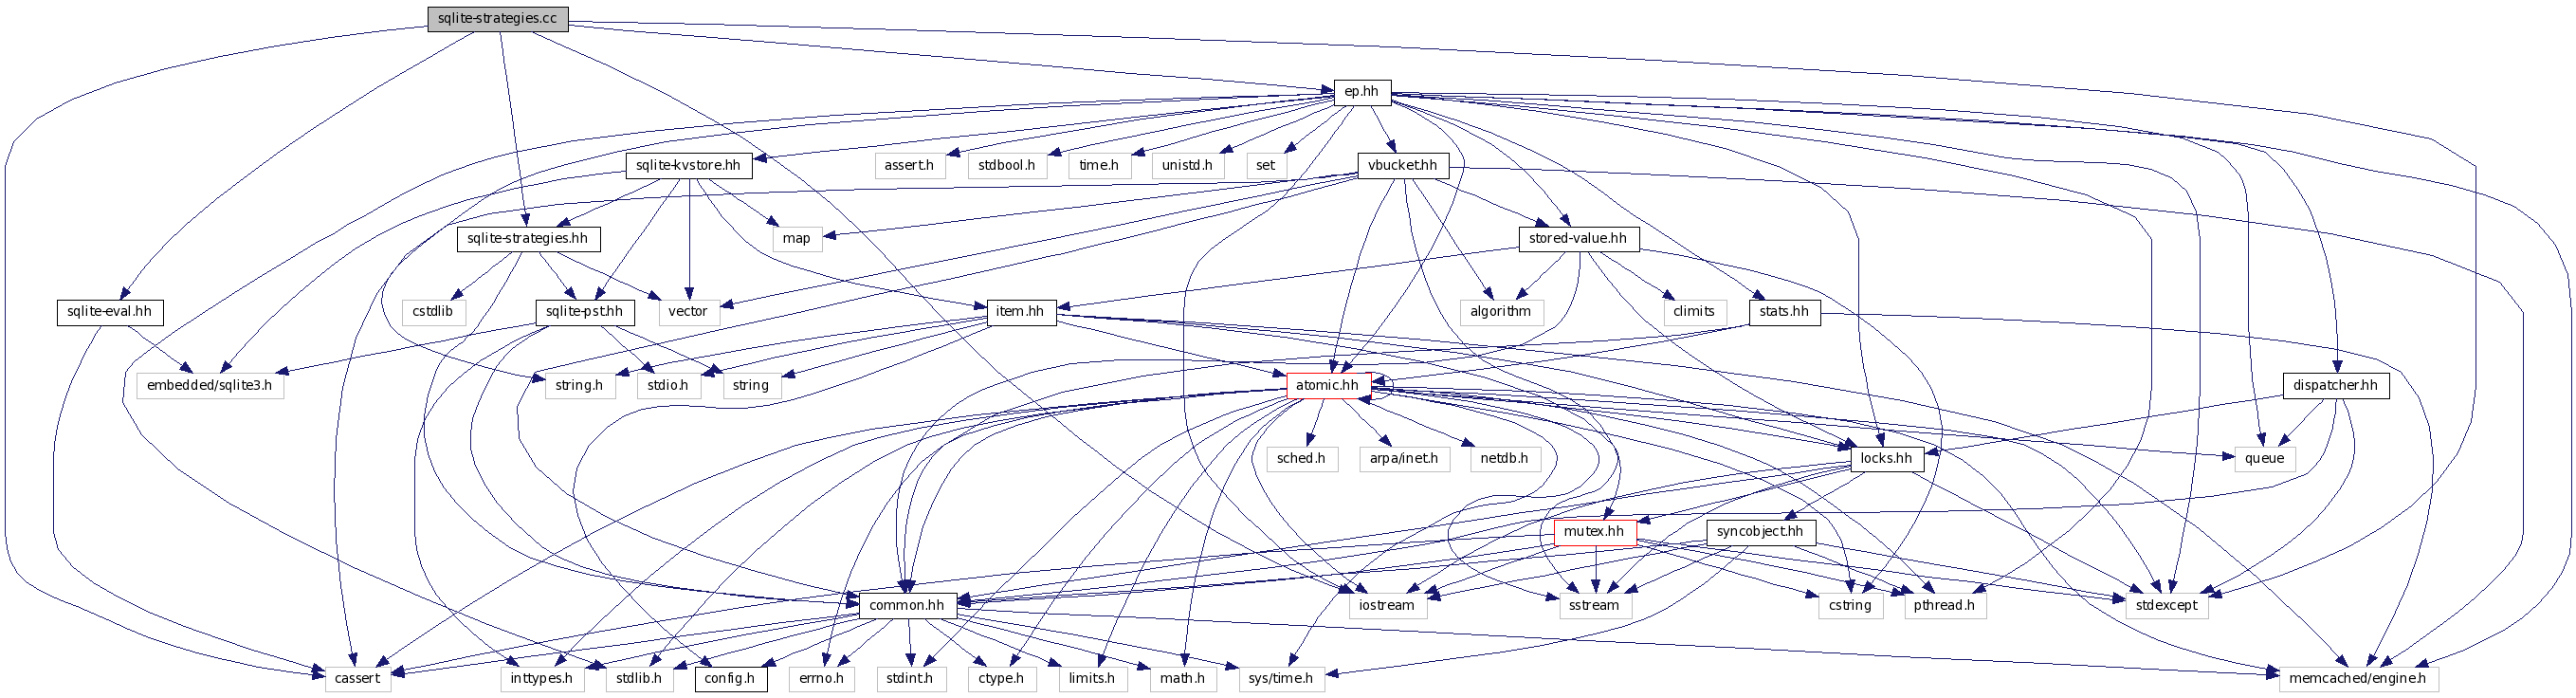 sqlite-strategies.cc
ep.hh
sqlite-kvstore.hh
assert.h
stdbool.h
time.h
unistd.h
set
vbucket.hh
sqlite-strategies.hh
map
stored-value.hh
sqlite-eval.hh
cstdlib
sqlite-pst.hh
vector
item.hh
algorithm
climits
stats.hh
embedded/sqlite3.h
string.h
stdio.h
string
atomic.hh
dispatcher.hh
sched.h
arpa/inet.h
netdb.h
locks.hh
queue
mutex.hh
syncobject.hh
common.hh
iostream
sstream
cstring
pthread.h
stdexcept
cassert
inttypes.h
stdlib.h
config.h
errno.h
stdint.h
ctype.h
limits.h
math.h
sys/time.h
memcached/engine.h